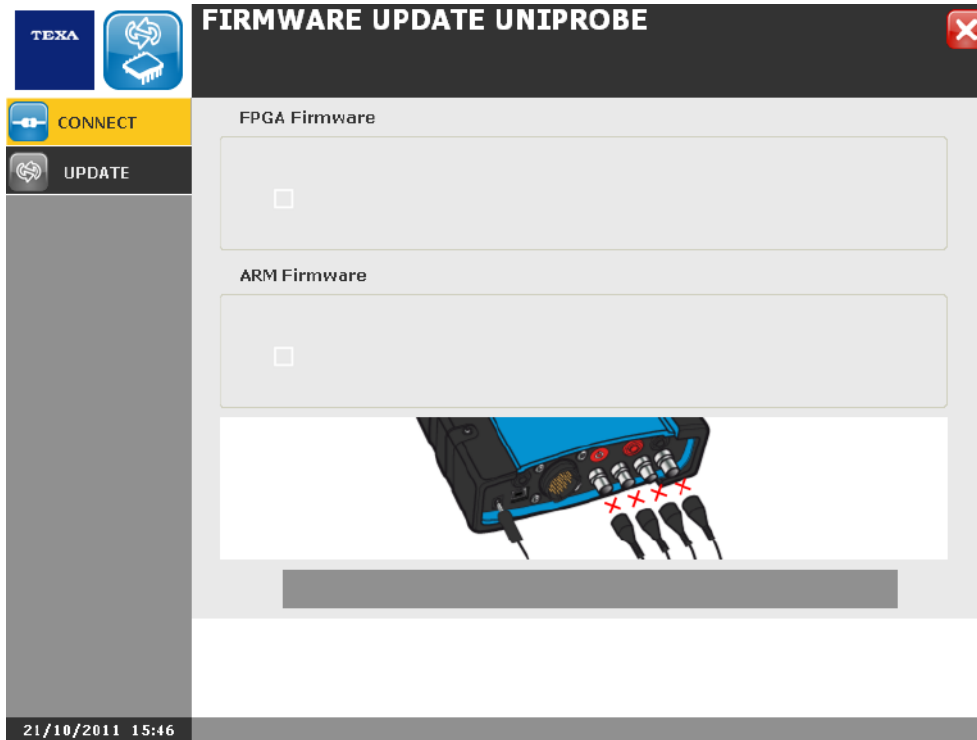 TEXA
FIRMWARE UPDATE UNIPROBE
CONNECT
UPDATE
FPGA Firmware
ARM Firmware
21/10/2011 15:46